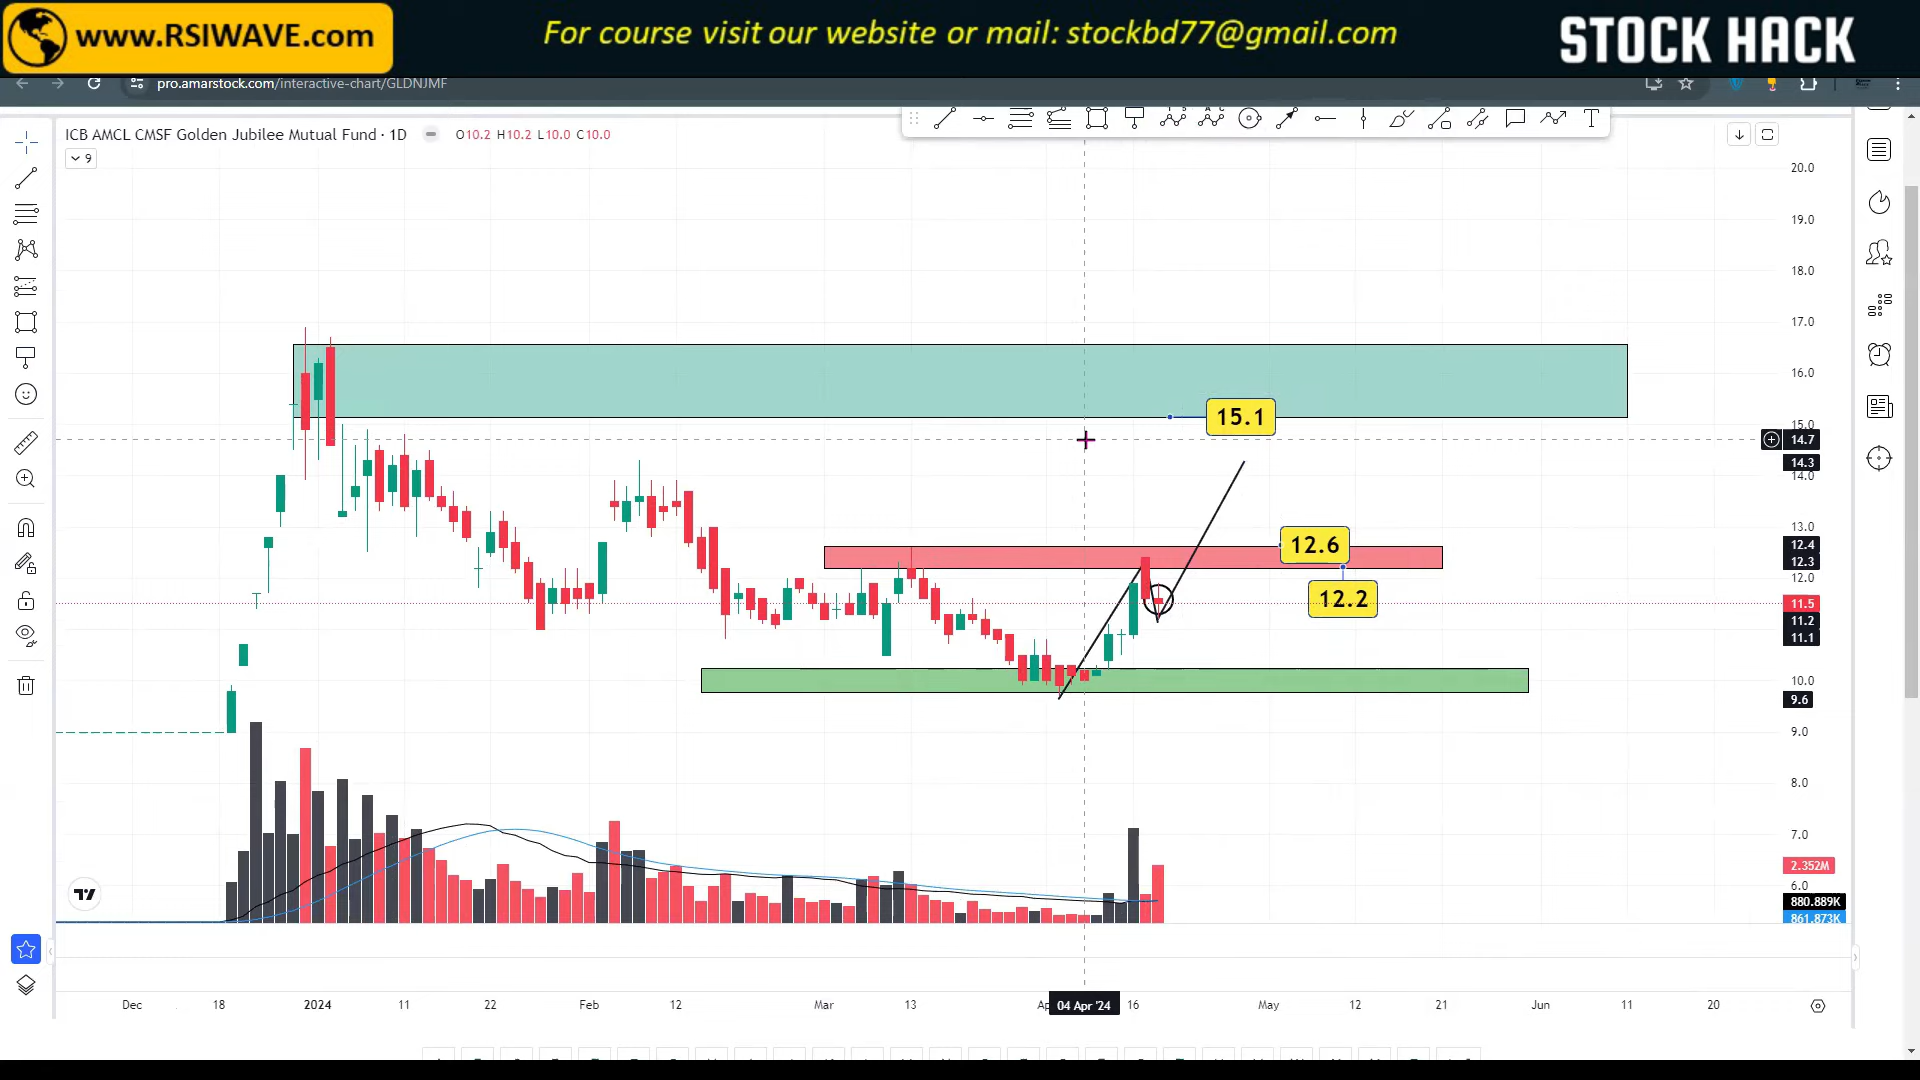 www.RSIWAVE.com
For course visit our website or mail: stockbd77@gmail.com
STOCK HACK
pro.amarstock.com/interactive-chart/GLDNJMF
ICB AMCL CMSF Golden Jubilee Mutual Fund · 1D
O10.2 H10.2 L10.0 C10.0
9
20.0
19.0
18.0
17.0
16.0
15.1
15.0
14.7
14.3
14.0
13.0
12.6
12.4
12.3
12.0
12.2
11.5
11.2
11.1
10.0
9.6
9.0
8.0
7.0
2.352M
6.0
880.889K
861.873K
Dec 18 2024 11 22 Feb 12 Mar 13 04 Apr '24 16 May 12 21 Jun 11 20